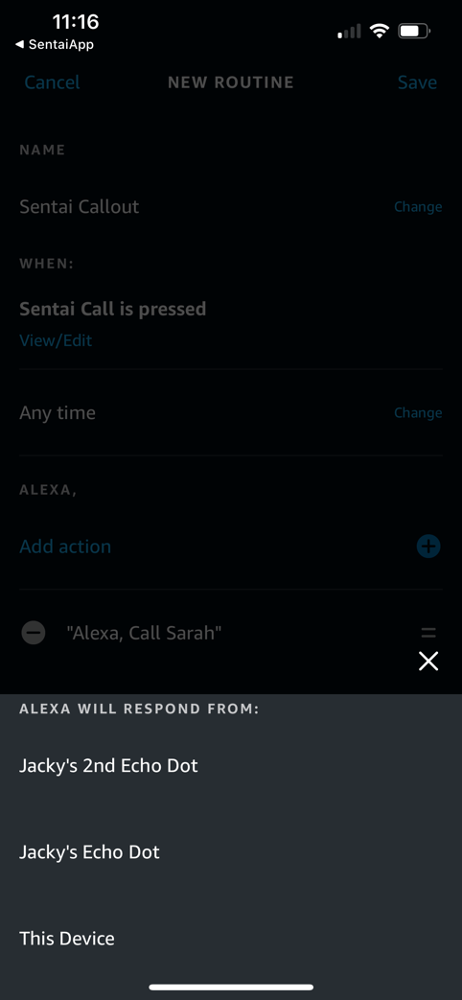 11:16
◀ SentaiApp
Cancel NEW ROUTINE Save
NAME
Sentai Callout Change
WHEN:
Sentai Call is pressed
View/Edit
Any time Change
ALEXA,
Add action
"Alexa, Call Sarah"
ALEXA WILL RESPOND FROM:
Jacky's 2nd Echo Dot
Jacky's Echo Dot
This Device